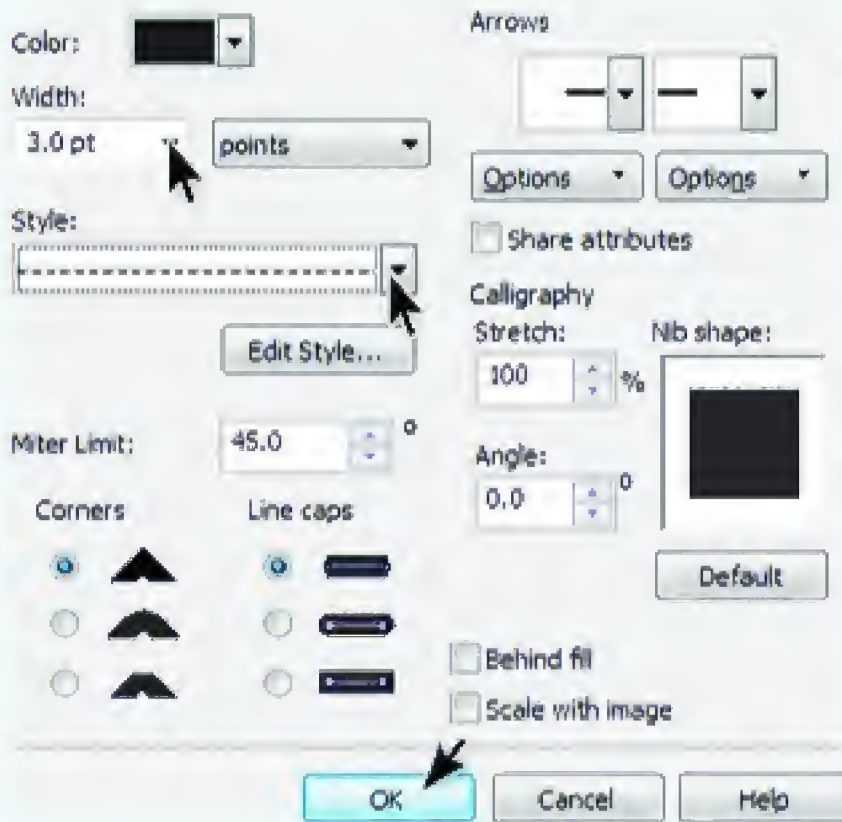 Color:
Width:
3.0 pt
points
Style:
Edit Style...
Miter Limit:
45.0 °
Corners
Line caps
Arrows
Options
Options
Share attributes
Calligraphy
Stretch:
Nib shape:
100 %
Angle:
0.0 °
Default
Behind fill
Scale with image
OK
Cancel
Help